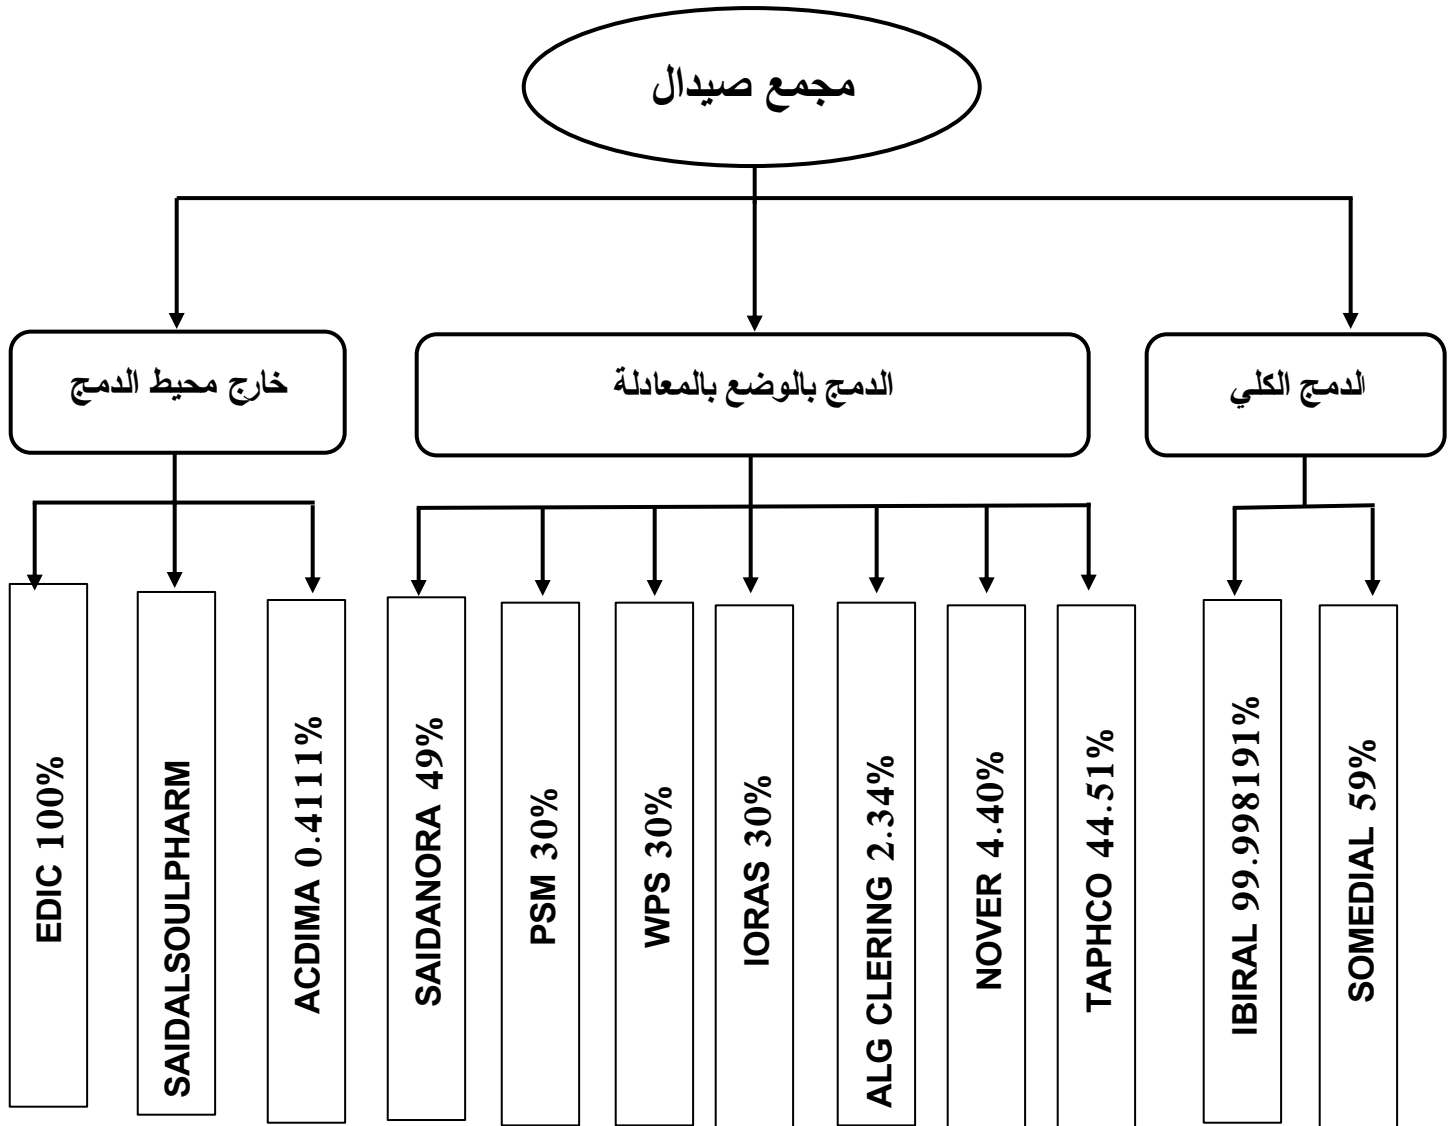 مجمع صيدال
الدمج الكلي
الدمج بالوضع بالمعادلة
خارج محيط الدمج
SOMEDIAL 59%
IBIRAL 99.998191%
TAPHCO 44.51%
NOVER 4.40%
ALG CLERING 2.34%
IORAS 30%
WPS 30%
PSM 30%
SAIDANORA 49%
ACDIMA 0.4111%
SAIDALSOULPHARM
EDIC 100%